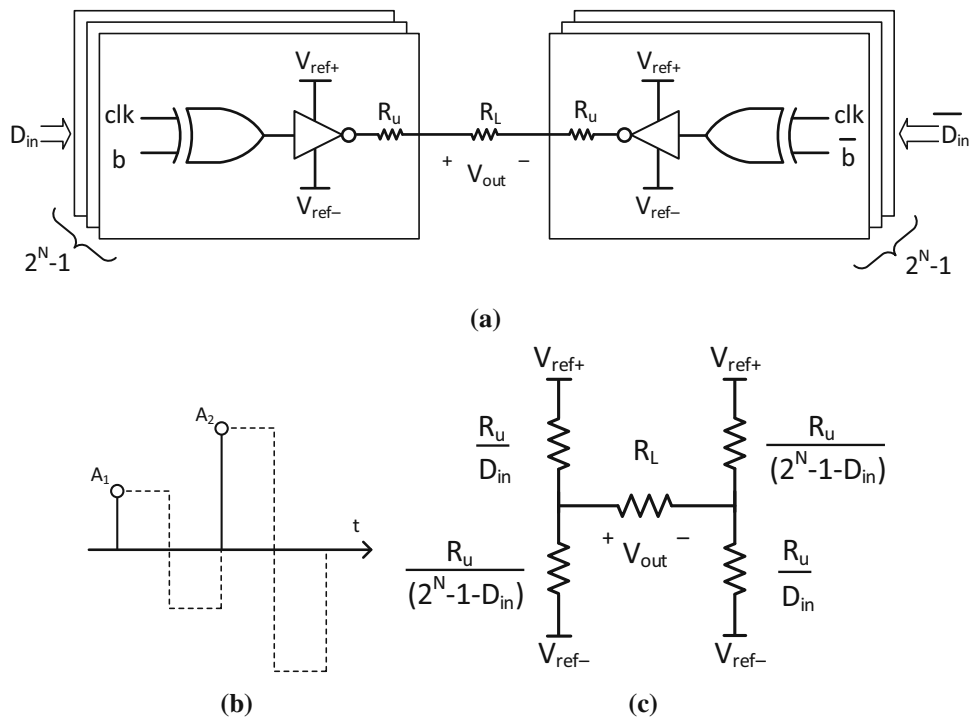 V_ref+
V_ref+
clk
R_u
R_L
R_u
clk
D_in
b
+ V_out −
b̅
D̅_in
V_ref−
V_ref−
2^N-1
2^N-1
(a)
A_1
A_2
t
(b)
V_ref+
V_ref+
R_u
D_in
R_L
R_u
(2^N-1-D_in)
+ V_out −
R_u
(2^N-1-D_in)
R_u
D_in
V_ref−
V_ref−
(c)